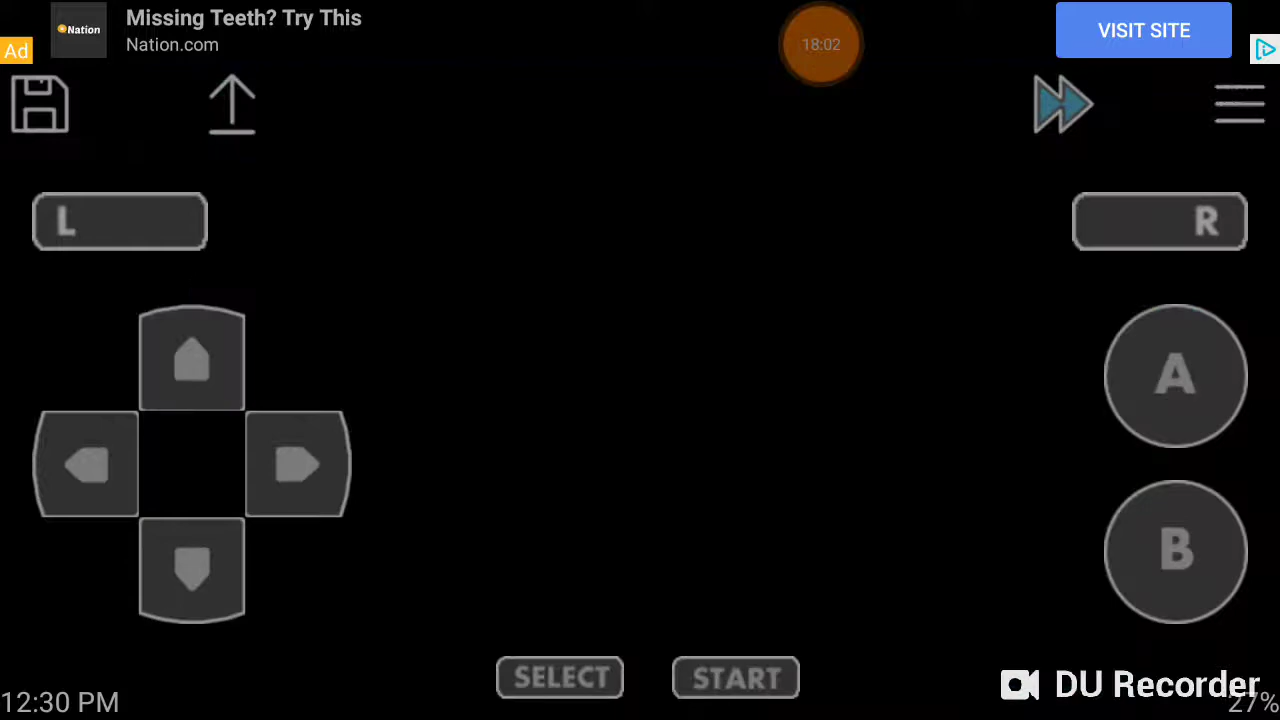 Missing Teeth? Try This
Nation
Nation.com
Ad
18:02
VISIT SITE
L
R
A
B
SELECT
START
DU Recorder
12:30 PM
27%